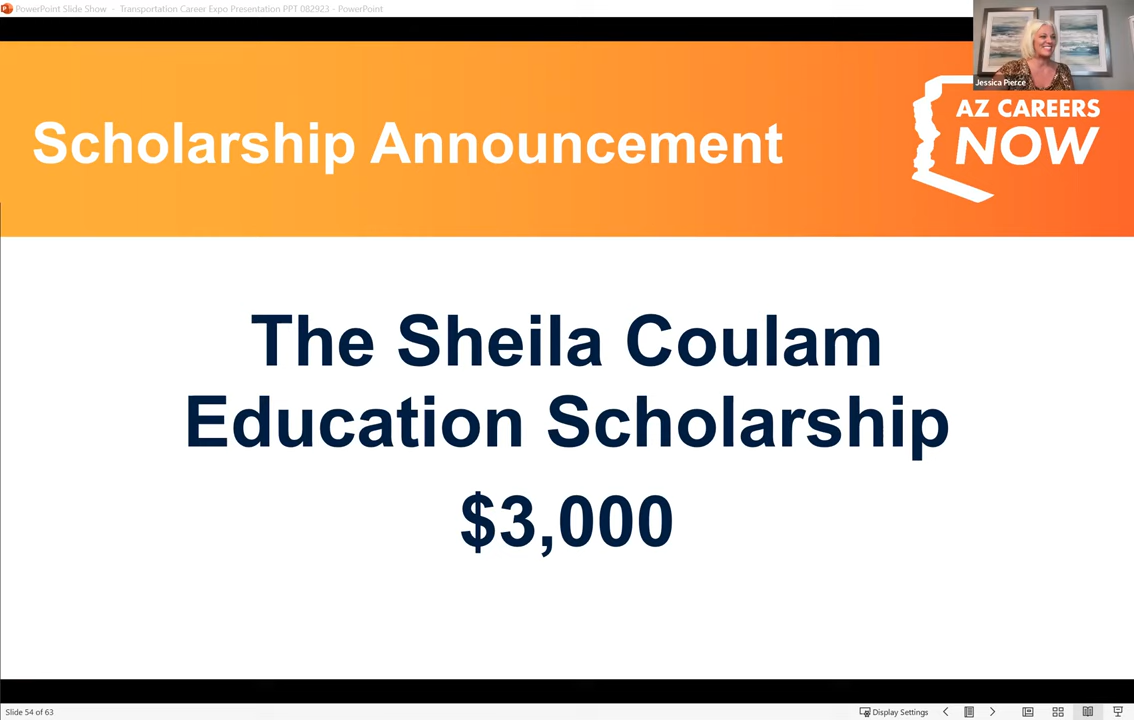 PowerPoint Slide Show - Transportation Career Expo Presentation PPT 082923 - PowerPoint
Jessica Pierce
AZ CAREERS
NOW
Scholarship Announcement
The Sheila Coulam
Education Scholarship
$3,000
Slide 54 of 63
Display Settings